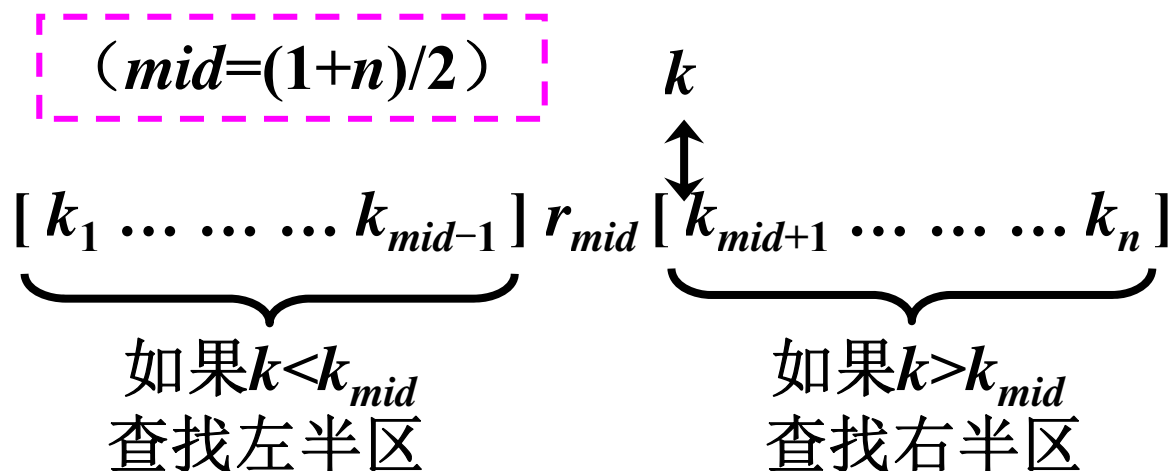 （mid=(1+n)/2）
k
[ k₁ … … … kₘᵢd₋₁ ] rₘᵢd [ kₘᵢd₊₁ … … … kₙ ]
如果k<kₘᵢd
查找左半区
如果k>kₘᵢd
查找右半区